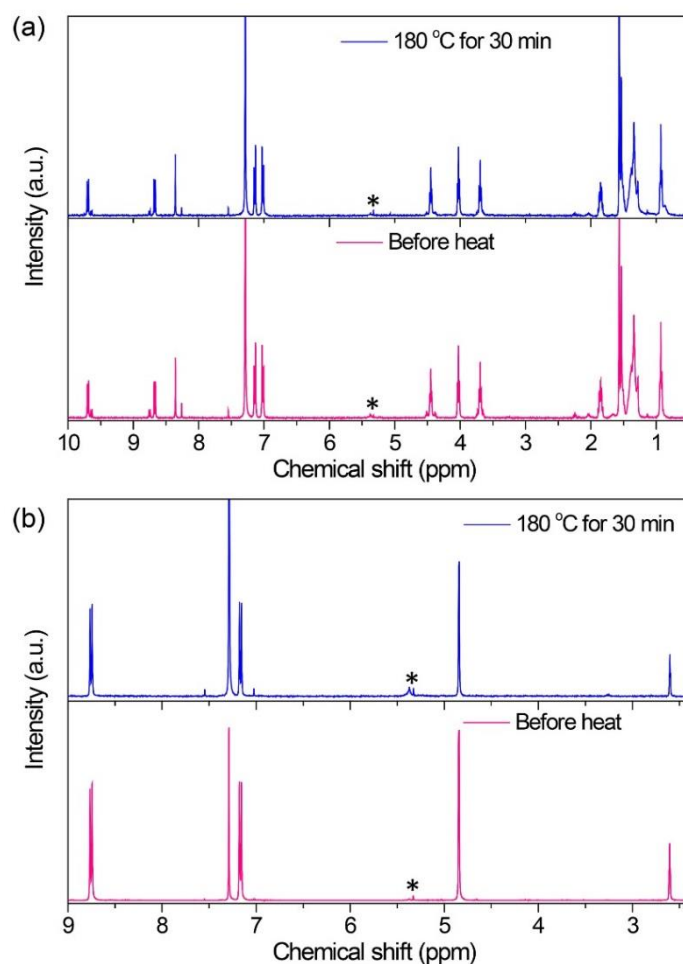 (a)
180 °C for 30 min
*
Before heat
*
Intensity (a.u.)
10 9 8 7 6 5 4 3 2 1
Chemical shift (ppm)
(b)
180 °C for 30 min
*
Before heat
*
Intensity (a.u.)
9 8 7 6 5 4 3
Chemical shift (ppm)